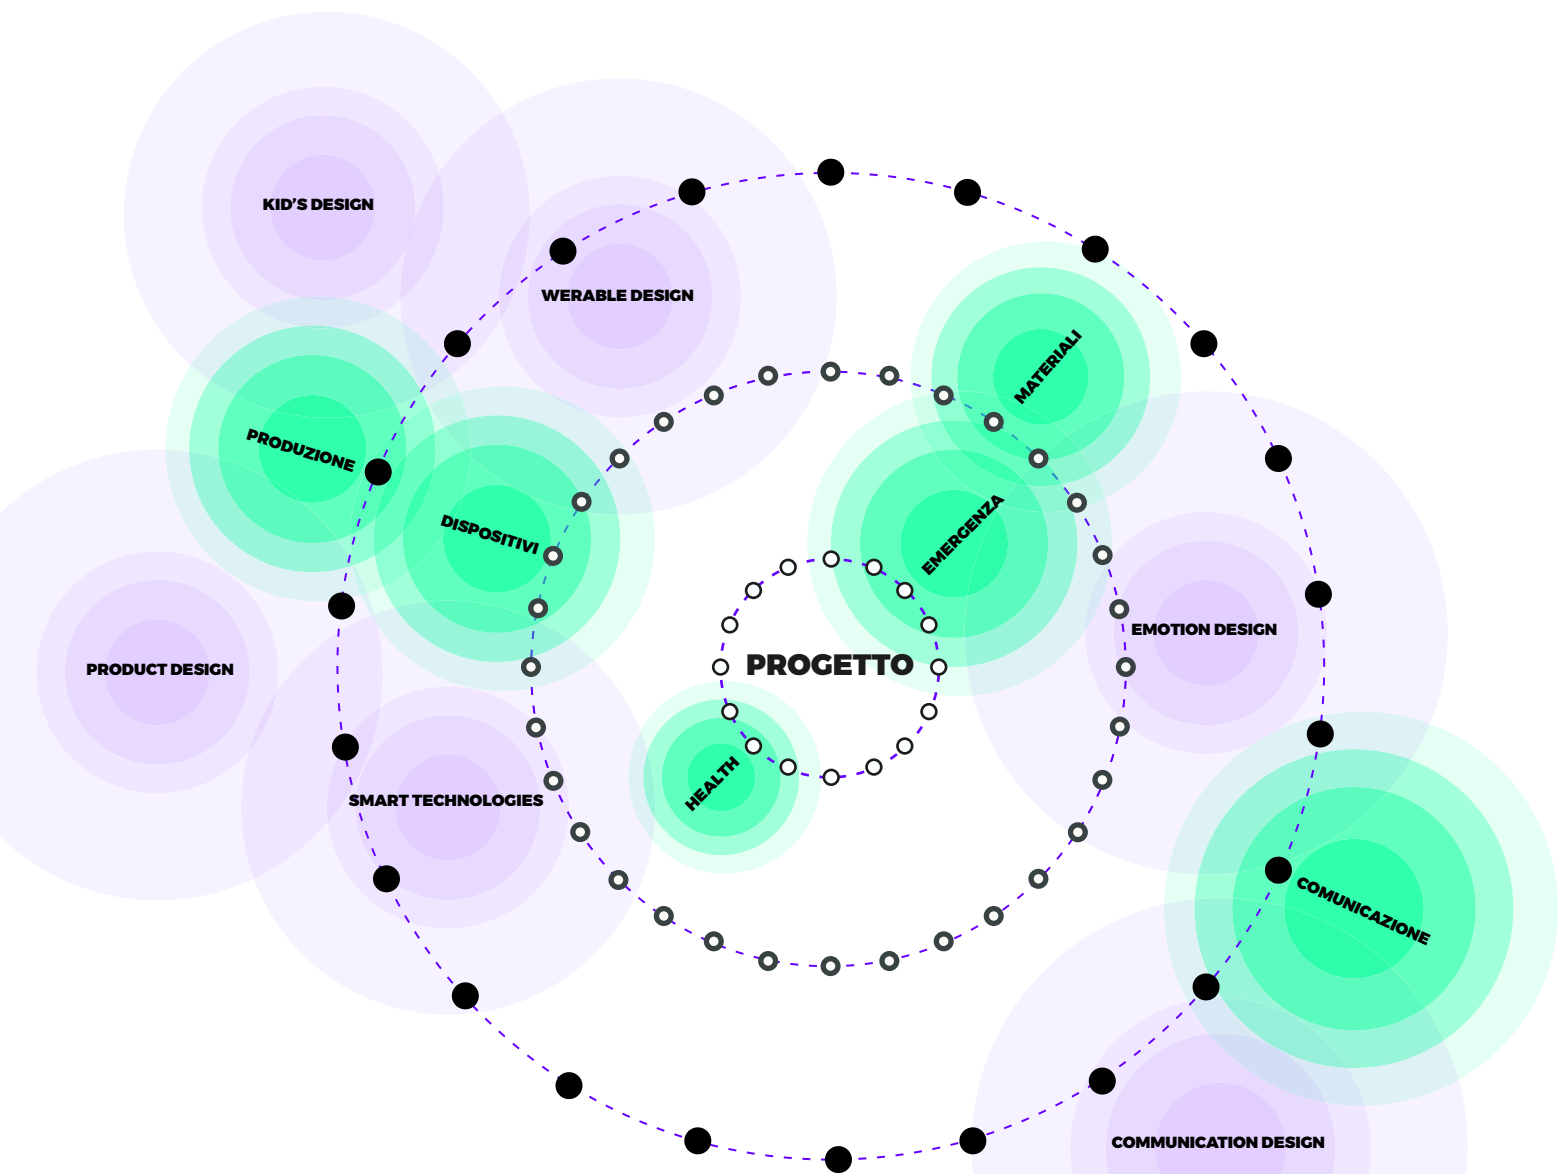 KID'S DESIGN
WERABLE DESIGN
MATERIALI
PRODUZIONE
DISPOSITIVI
EMERGENZA
EMOTION DESIGN
PRODUCT DESIGN
PROGETTO
HEALTH
SMART TECHNOLOGIES
COMUNICAZIONE
COMMUNICATION DESIGN